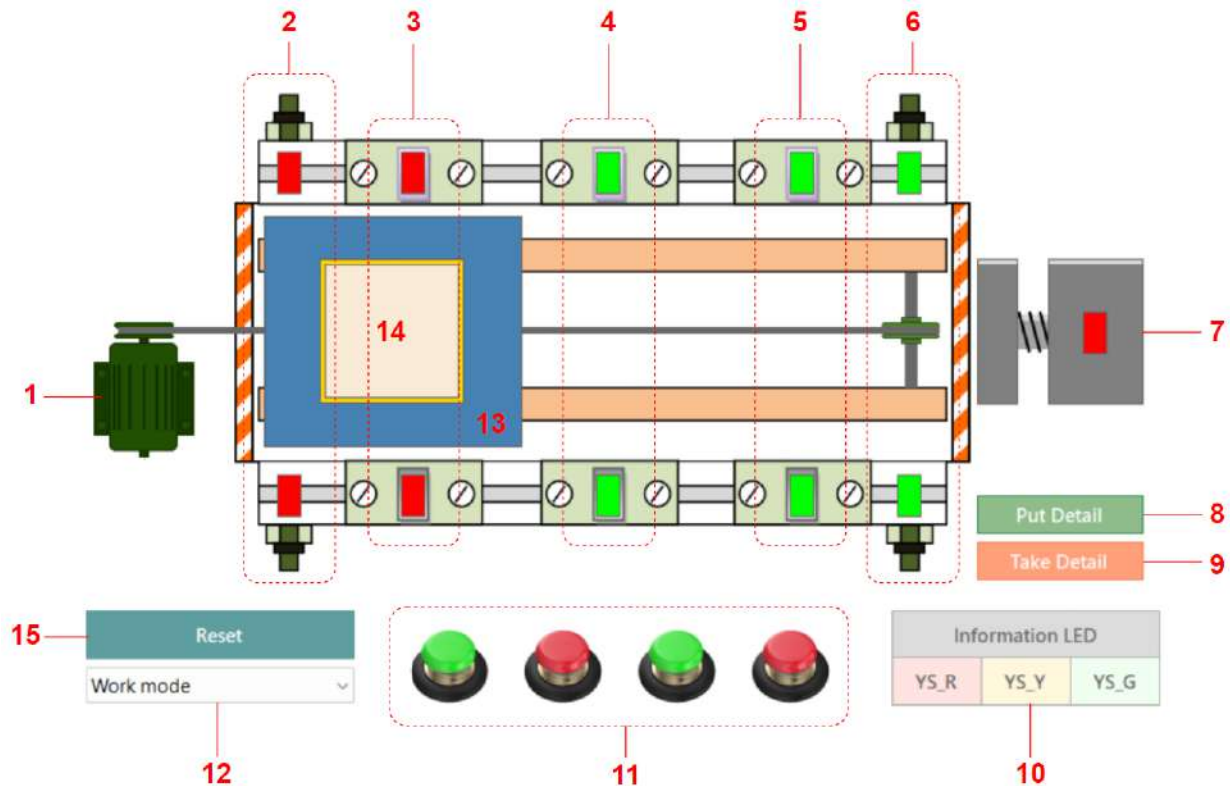 2 3 4 5 6
14
7
1
13
Put Detail 8
Take Detail 9
15 Reset
Information LED
Work mode
YS_R YS_Y YS_G
12 11 10